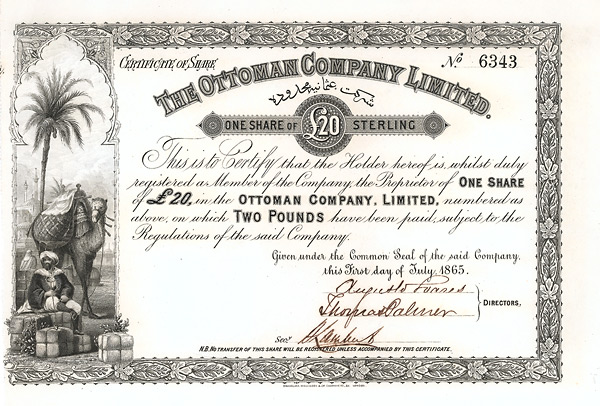 CERTIFICATE OF SHARE
No 6343
THE OTTOMAN COMPANY LIMITED.
شركت عثمانيه محدوده
ONE SHARE OF £20 STERLING
This is to Certify that the Holder hereof is, whilst duly
registered as Member of the Company, the Proprietor of ONE SHARE
of £20, in the OTTOMAN COMPANY, LIMITED, numbered as
above, on which TWO POUNDS have been paid, subject to the
Regulations of the said Company.
Given under the Common Seal of the said Company,
this First day of July, 1865.
Thomas Palmer
DIRECTORS,
Secy
N.B. NO TRANSFER OF THIS SHARE WILL BE REGISTERED UNLESS ACCOMPANIED BY THIS CERTIFICATE.